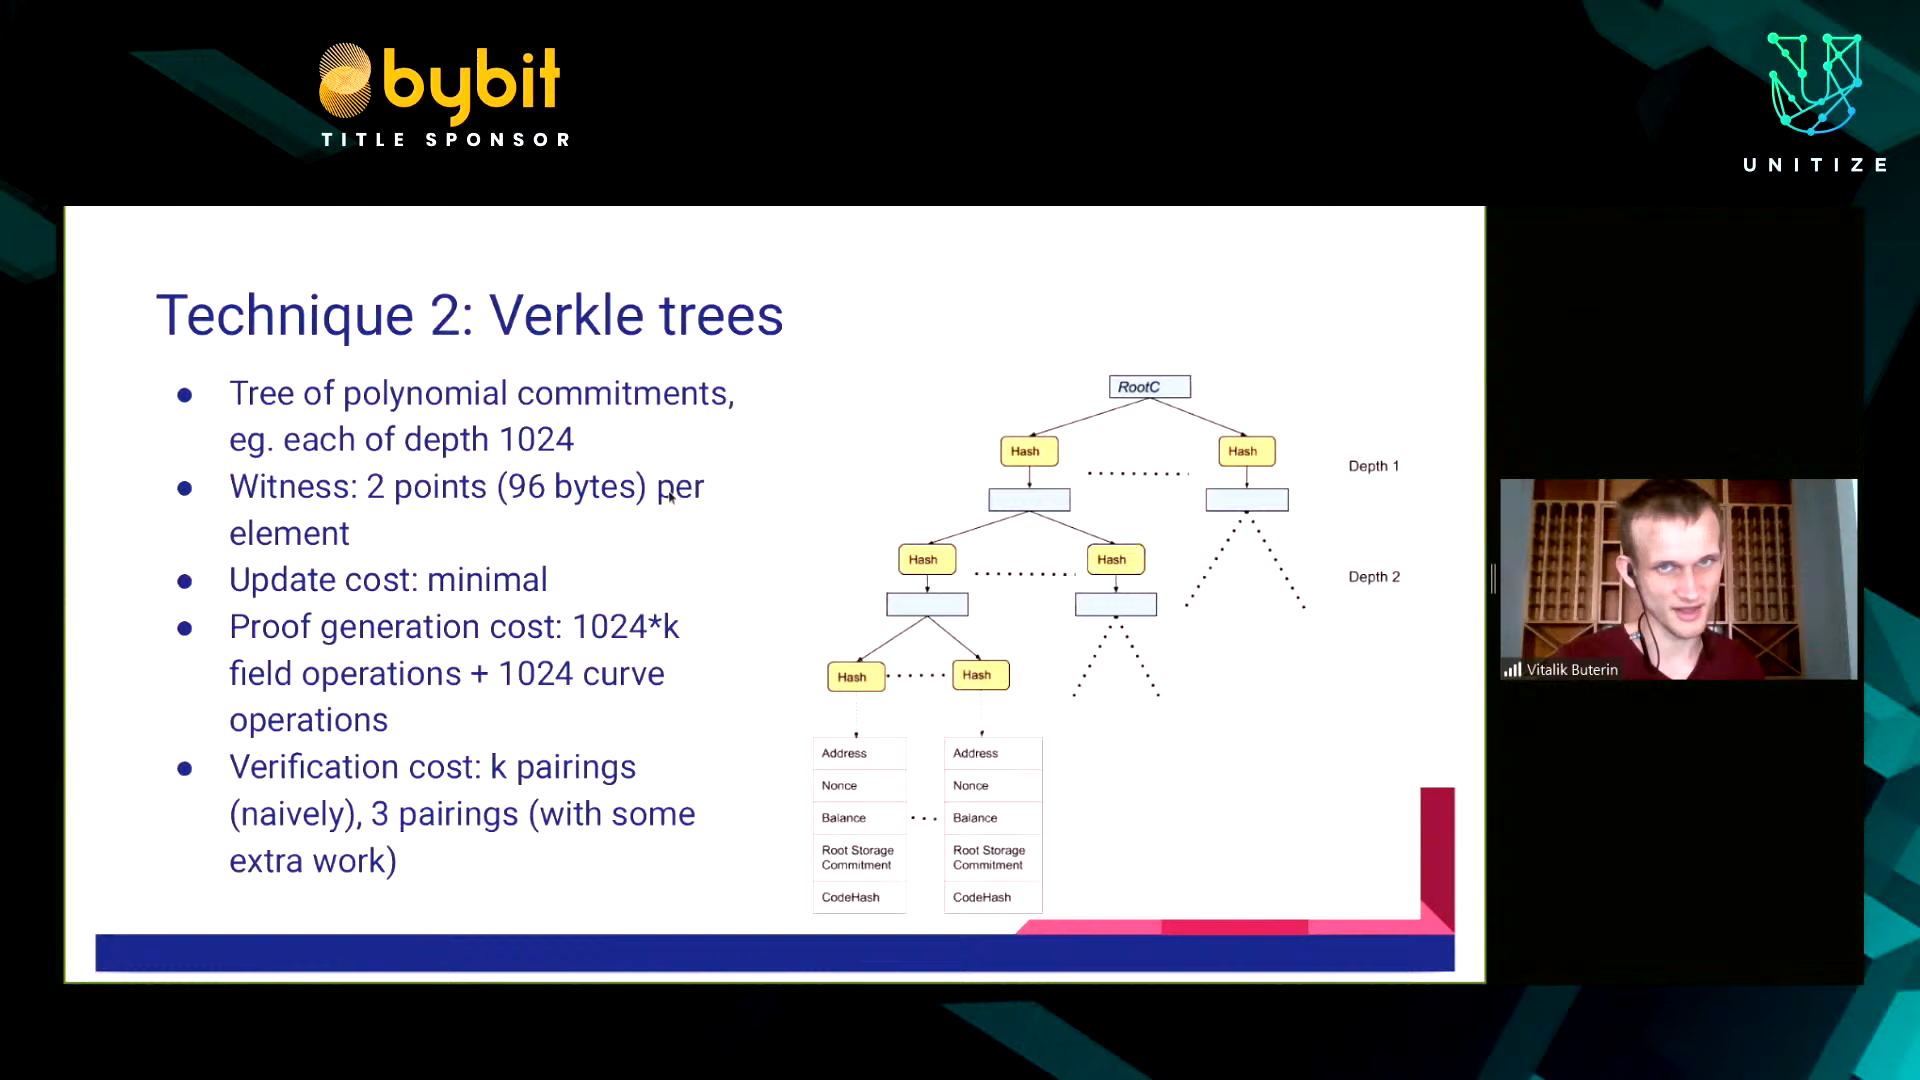 bybit
TITLE SPONSOR
UNITIZE
Technique 2: Verkle trees
● Tree of polynomial commitments,
eg. each of depth 1024
● Witness: 2 points (96 bytes) per
element
● Update cost: minimal
● Proof generation cost: 1024*k
field operations + 1024 curve
operations
● Verification cost: k pairings
(naively), 3 pairings (with some
extra work)
RootC
Hash
Hash
Depth 1
Hash
Hash
Depth 2
Hash
Hash
Address
Address
Nonce
Nonce
Balance
Balance
Root Storage
Commitment
Root Storage
Commitment
CodeHash
CodeHash
Vitalik Buterin